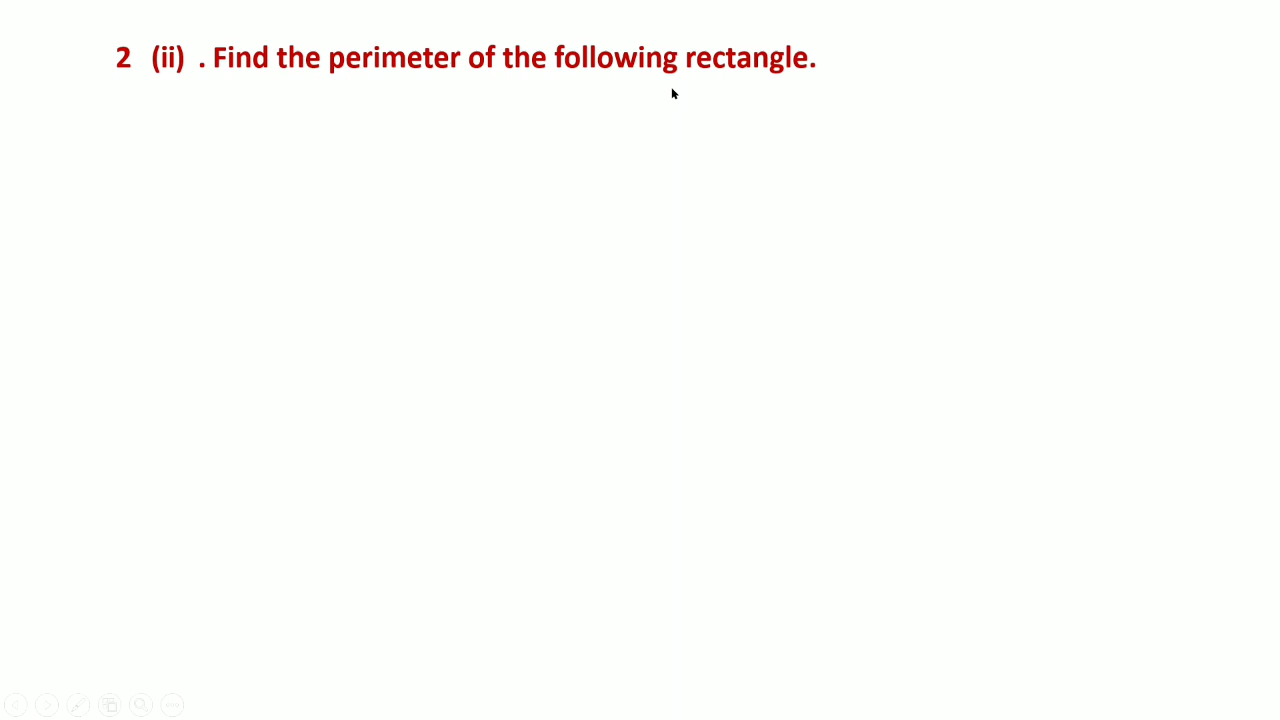 2 (ii) . Find the perimeter of the following rectangle.